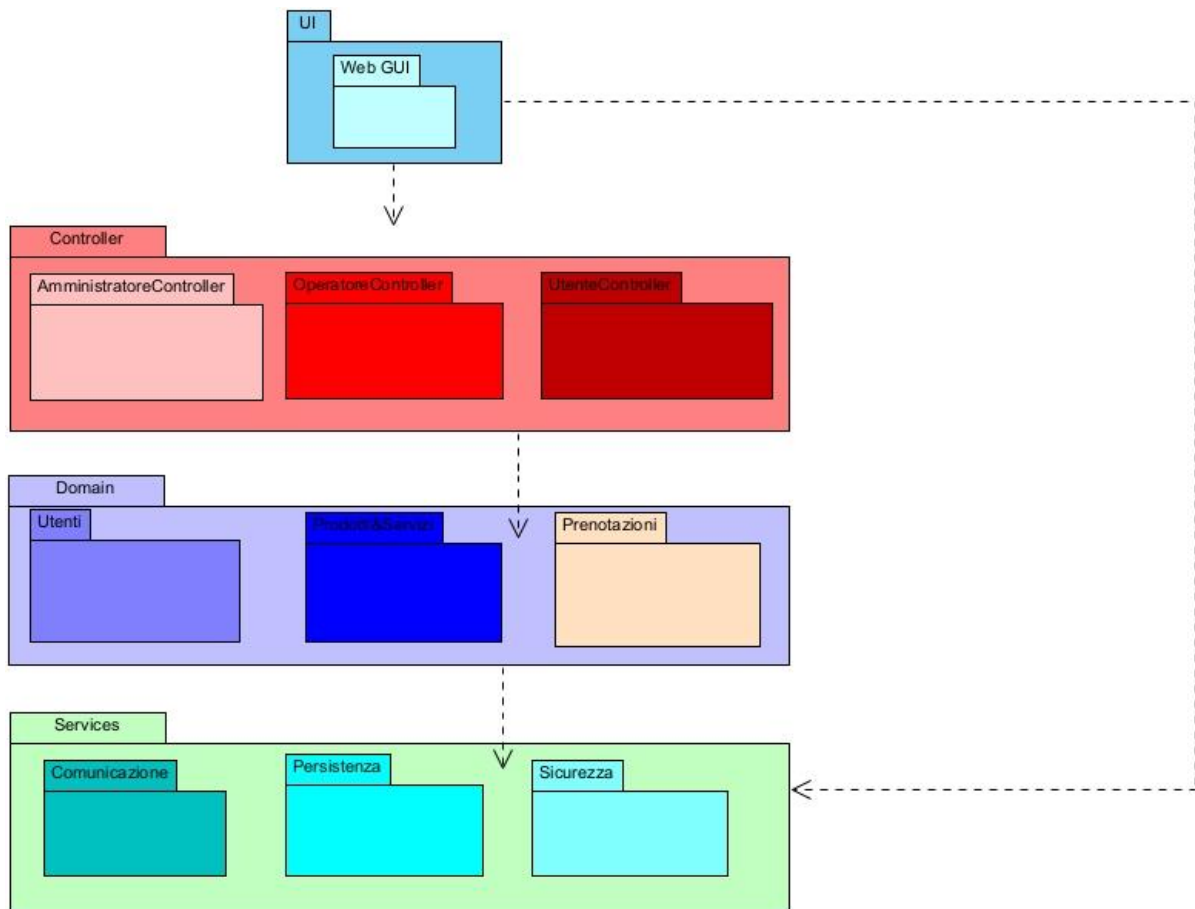 UI
Web GUI
Controller
AmministratoreController
OperatoreController
UtenteController
Domain
Utenti
Prodotti&Servizi
Prenotazioni
Services
Comunicazione
Persistenza
Sicurezza